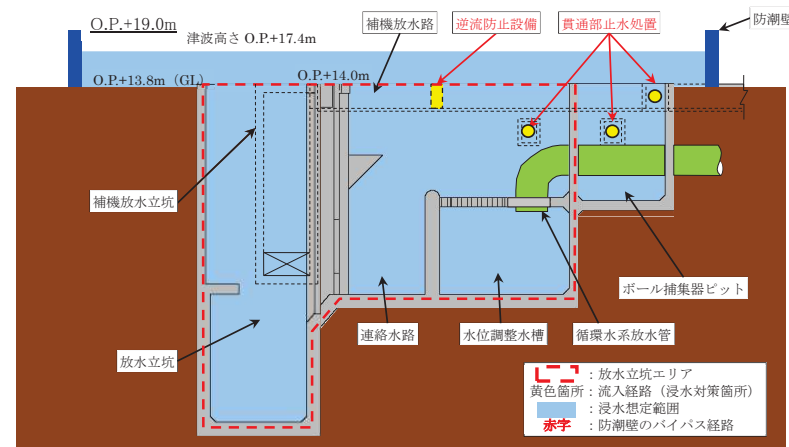 O.P.+19.0m
津波高さ O.P.+17.4m
補機放水路
逆流防止設備
貫通部止水処置
防潮壁
O.P.+13.8m（GL）
O.P.+14.0m
補機放水立坑
ボール捕集器ピット
放水立坑
連絡水路
水位調整水槽
循環水系放水管
：放水立坑エリア
黄色箇所：流入経路（浸水対策箇所）
：浸水想定範囲
赤字：防潮壁のバイパス経路